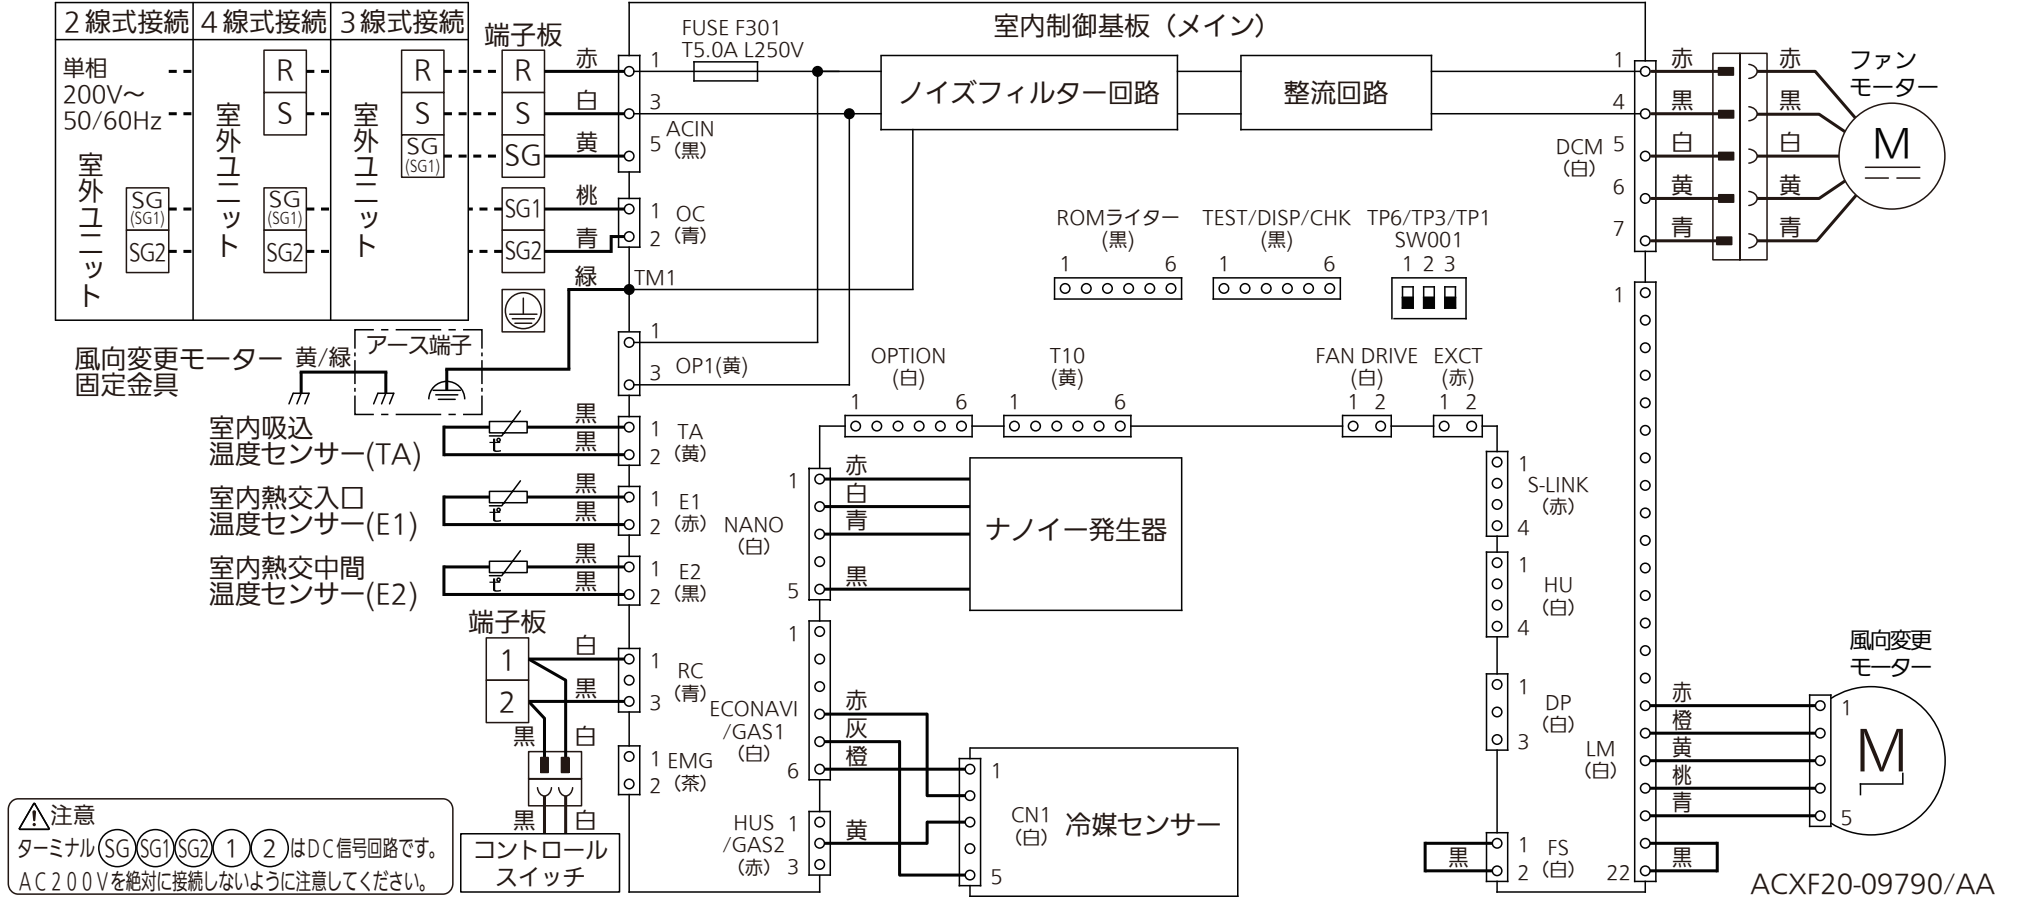 2線式接続 4線式接続 3線式接続
単相
200V～
50/60Hz
室外ユニット
SG
(SG1)
SG2
室外ユニット
R
S
SG
(SG1)
SG2
室外ユニット
R
S
SG
(SG1)
端子板
R
S
SG
SG1
SG2
赤
白
黄
桃
青
緑
1
3
5
ACIN
(黒)
1
2
OC
(青)
TM1
1
3
OP1(黄)
室内制御基板（メイン）
FUSE F301
T5.0A L250V
ノイズフィルター回路
整流回路
1
4
5
6
7
DCM
(白)
赤
黒
白
黄
青
赤
黒
白
黄
青
ファン
モーター
M
ROMライター
(黒)
1 6
TEST/DISP/CHK
(黒)
1 6
TP6/TP3/TP1
SW001
1 2 3
風向変更モーター
固定金具
黄/緑
アース端子
室内吸込
温度センサー(TA)
ｔ°
黒
黒
1
2
TA
(黄)
室内熱交入口
温度センサー(E1)
ｔ°
黒
黒
1
2
E1
(赤)
室内熱交中間
温度センサー(E2)
ｔ°
黒
黒
1
2
E2
(黒)
OPTION
(白)
1 6
T10
(黄)
1 6
FAN DRIVE
(白)
1 2
EXCT
(赤)
1 2
NANO
(白)
1
5
赤
白
青
黒
ナノイー発生器
1
S-LINK
(赤)
4
1
HU
(白)
4
1
DP
(白)
3
1
FS
2
(白)
黒
端子板
1
2
白
黒
1
3
RC
(青)
黒
白
黒
白
コントロール
スイッチ
1
2
EMG
(茶)
ECONAVI
/GAS1
(白)
1
6
赤
灰
橙
HUS
/GAS2
(赤)
1
3
黄
1
5
CN1
(白)
冷媒センサー
1
LM
(白)
22
赤
橙
黄
桃
青
黒
風向変更
モーター
1
5
M
注意
ターミナルSG SG1 SG2 1 2はDC信号回路です。
AC200Vを絶対に接続しないように注意してください。
ACXF20-09790/AA